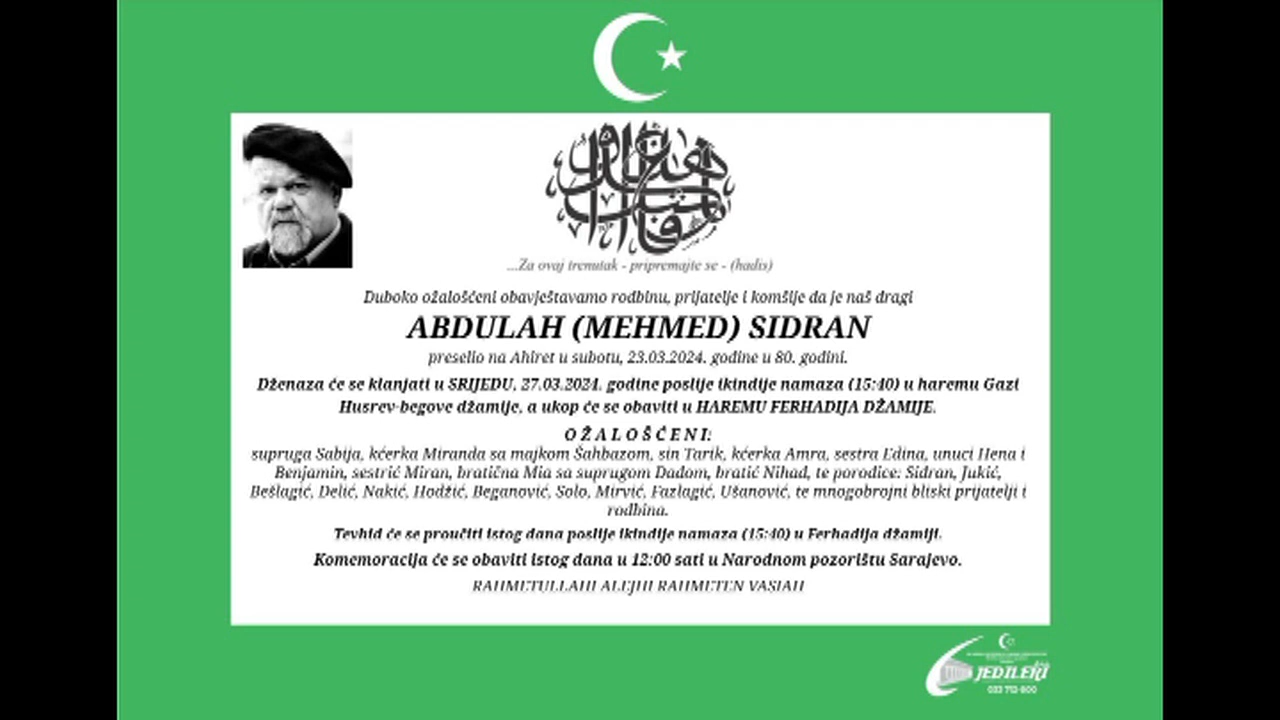 ...Za ovaj trenutak - pripremajte se - (hadis)
Duboko ožalošćeni obavještavamo rodbinu, prijatelje i komšije da je naš dragi
ABDULAH (MEHMED) SIDRAN
preselio na Ahiret u subotu, 23.03.2024. godine u 80. godini.
Dženaza će se klanjati u SRIJEDU, 27.03.2024. godine poslije ikindije namaza (15:40) u haremu Gazi
Husrev-begove džamije, a ukop će se obaviti u HAREMU FERHADIJA DŽAMIJE.
OŽALOŠĆENI:
supruga Sabija, kćerka Miranda sa majkom Šahbazom, sin Tarik, kćerka Amra, sestra Edina, unuci Hena i
Benjamin, sestrić Miran, bratična Mia sa suprugom Dadom, bratić Nihad, te porodice: Sidran, Jukić,
Bešlagić, Delić, Nakić, Hodžić, Beganović, Solo, Mirvić, Fazlagić, Ušanović, te mnogobrojni bliski prijatelji i
rodbina.
Tevhid će se proučiti istog dana poslije ikindije namaza (15:40) u Ferhadija džamiji.
Komemoracija će se obaviti istog dana u 12:00 sati u Narodnom pozorištu Sarajevo.
RAHMETULLAHI ALEJHI RAHMETEN VASIAH
JEDILERI
033 712-800